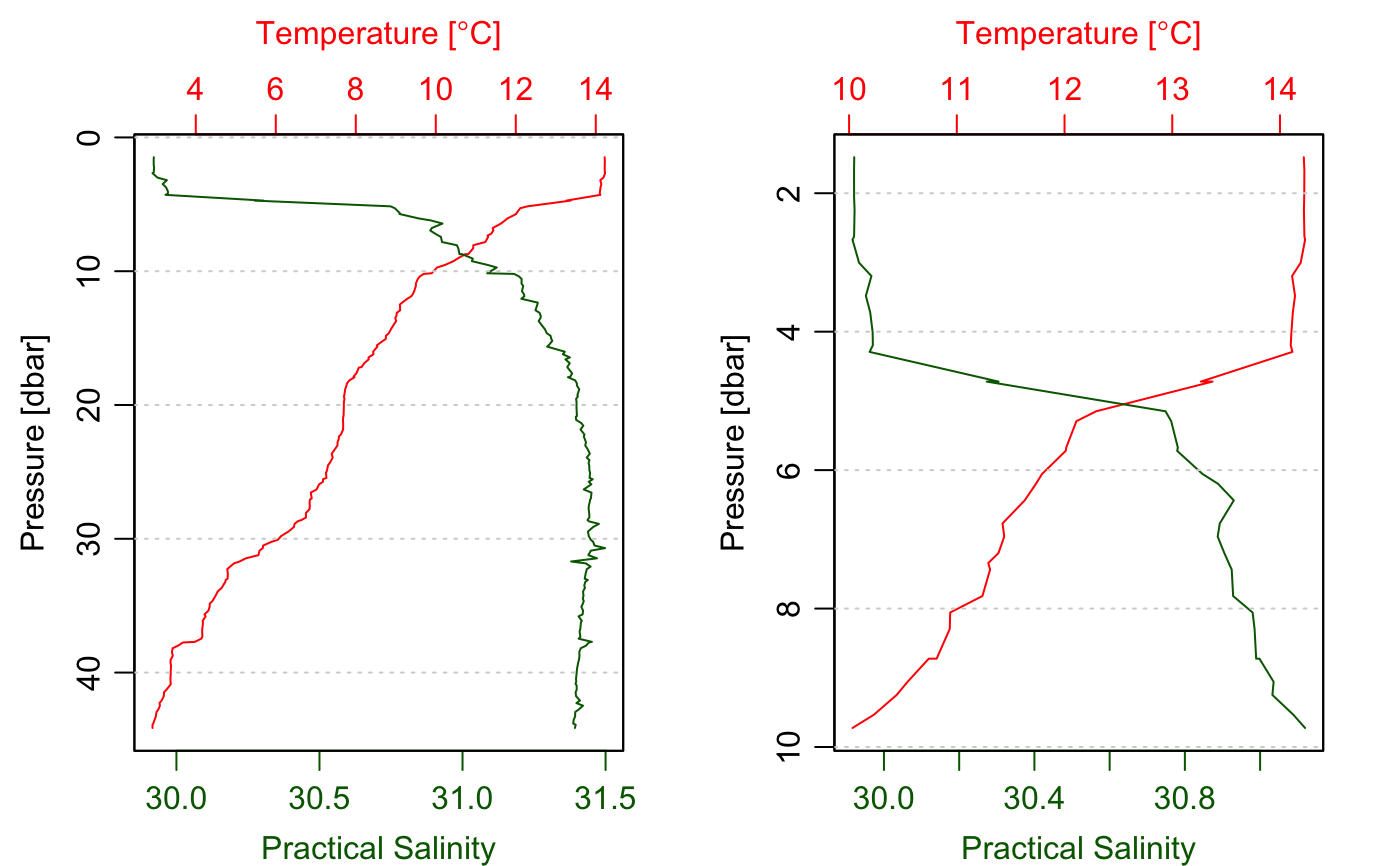 Temperature [°C]
4 6 8 10 12 14
0
10
20
30
40
Pressure [dbar]
30.0 30.5 31.0 31.5
Practical Salinity
Temperature [°C]
10 11 12 13 14
2
4
6
8
10
Pressure [dbar]
30.0 30.4 30.8
Practical Salinity